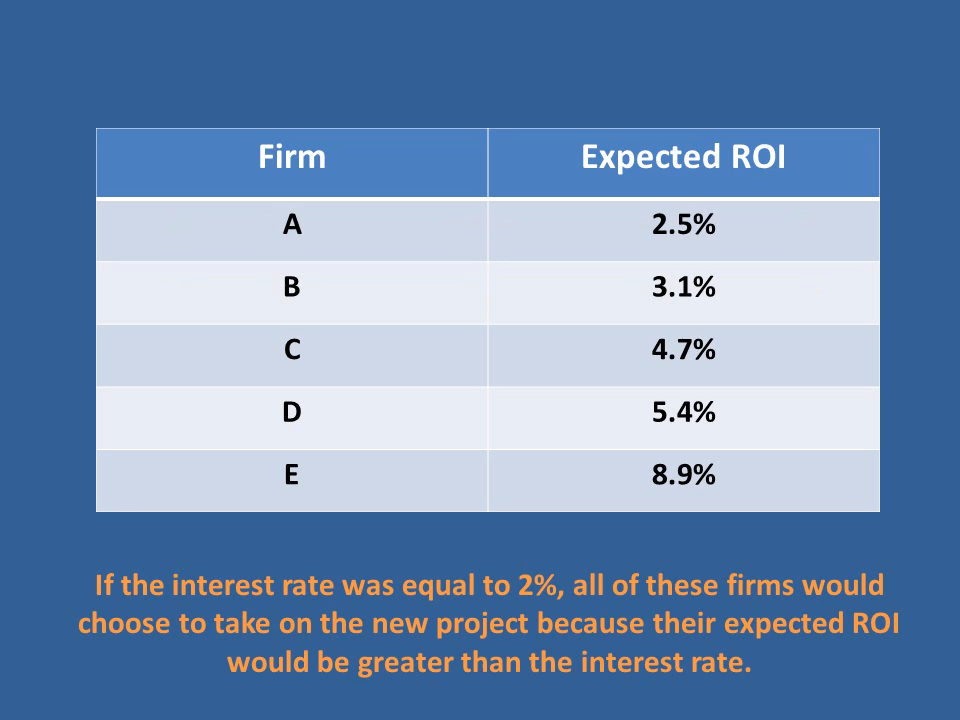 Firm Expected ROI
A 2.5%
B 3.1%
C 4.7%
D 5.4%
E 8.9%
If the interest rate was equal to 2%, all of these firms would
choose to take on the new project because their expected ROI
would be greater than the interest rate.